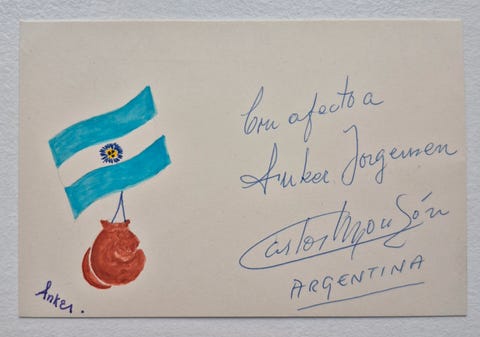 Con afecto a
Anker Jorgensen
Carlos Monzón
ARGENTINA
Anker.